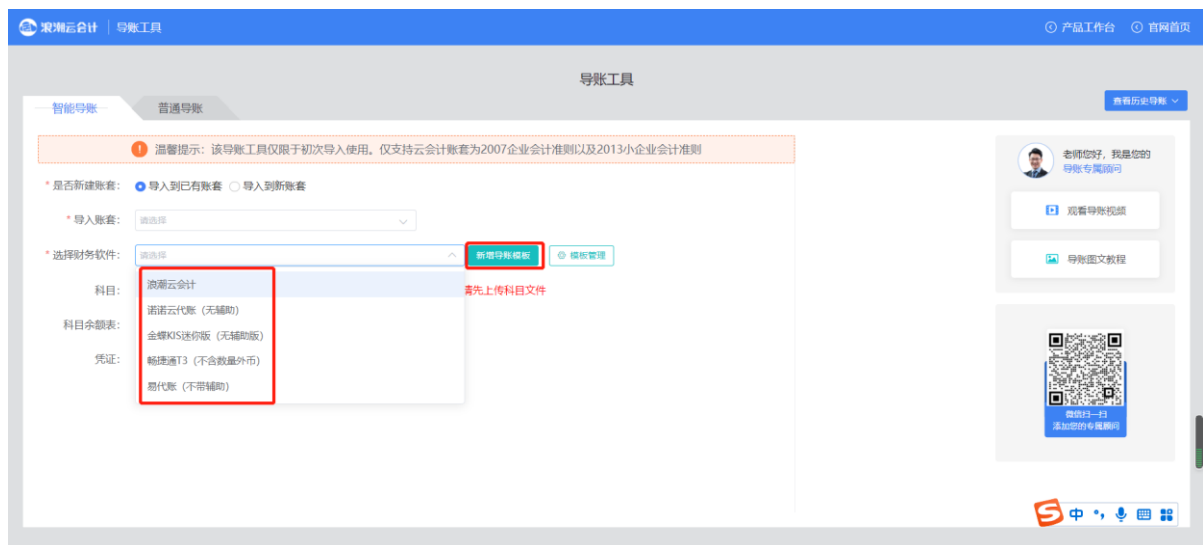 浪潮云会计 导账工具 产品工作台 官网首页
导账工具
智能导账 普通导账 查看历史导账
温馨提示：该导账工具仅限于初次导入使用。仅支持云会计账套为2007企业会计准则以及2013小企业会计准则
老师您好，我是您的
导账专属顾问
* 是否新建账套： 导入到已有账套 导入到新账套
观看导账视频
* 导入账套： 请选择
* 选择财务软件： 请选择 新增导账模板 模板管理
导账图文教程
科目： 浪潮云会计 请先上传科目文件
诺诺云代账（无辅助）
科目余额表：
金蝶KIS迷你版（无辅助版）
凭证： 畅捷通T3（不含数量外币）
易代账（不带辅助）
微信扫一扫
添加您的专属顾问
中